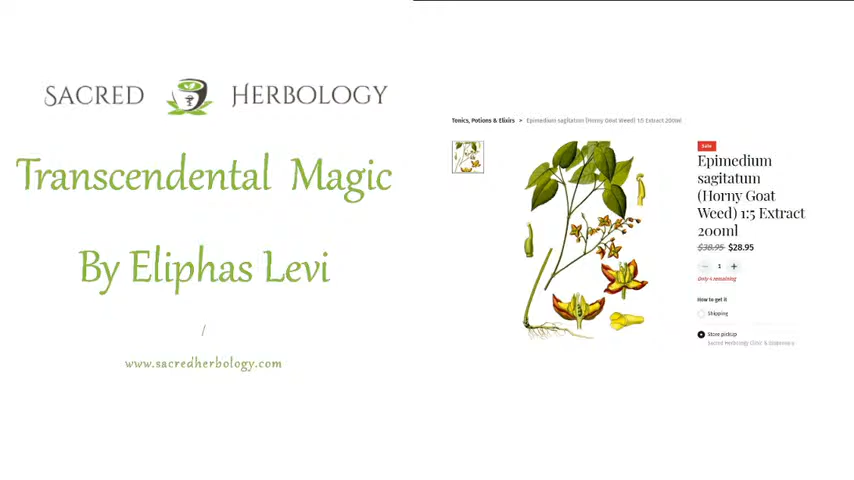 SACRED HERBOLOGY
Transcendental Magic
By Eliphas Levi
/
www.sacredherbology.com
Tonics, Potions & Elixirs > Epimedium sagitatum (Horny Goat Weed) 1:5 Extract 200ml
Sale
Epimedium
sagitatum
(Horny Goat
Weed) 1:5 Extract
200ml
$38.95 $28.95
− 1 +
Only 4 remaining
How to get it
Shipping
Store pickup
Sacred Herbology Clinic & Dispensary